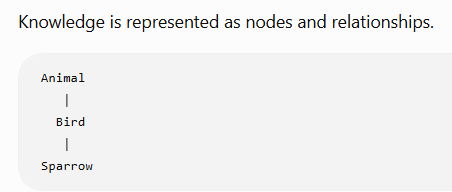 Knowledge is represented as nodes and relationships.
Animal
|
Bird
|
Sparrow